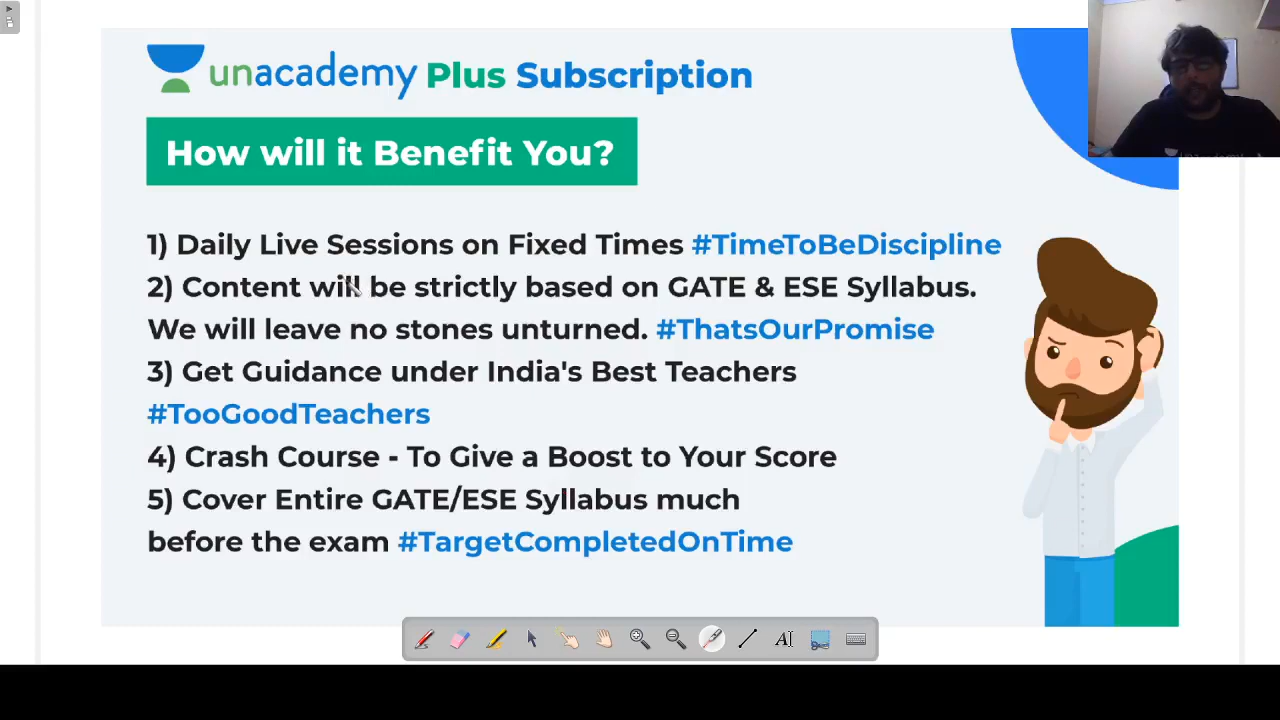 unacademy Plus Subscription
How will it Benefit You?
1) Daily Live Sessions on Fixed Times #TimeToBeDiscipline
2) Content will be strictly based on GATE & ESE Syllabus.
We will leave no stones unturned. #ThatsOurPromise
3) Get Guidance under India's Best Teachers
#TooGoodTeachers
4) Crash Course - To Give a Boost to Your Score
5) Cover Entire GATE/ESE Syllabus much
before the exam #TargetCompletedOnTime